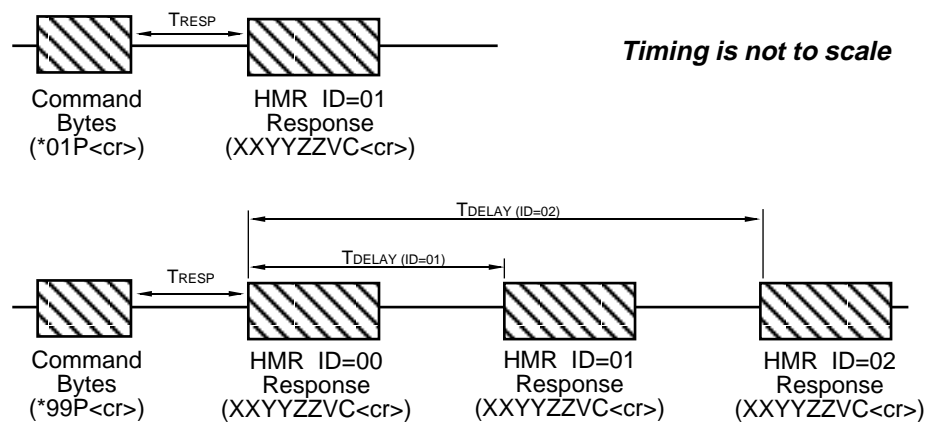 TRESP
Timing is not to scale
Command
Bytes
(*01P<cr>)
HMR ID=01
Response
(XXYYZZVC<cr>)
TDELAY (ID=02)
TDELAY (ID=01)
TRESP
Command
Bytes
(*99P<cr>)
HMR ID=00
Response
(XXYYZZVC<cr>)
HMR ID=01
Response
(XXYYZZVC<cr>)
HMR ID=02
Response
(XXYYZZVC<cr>)